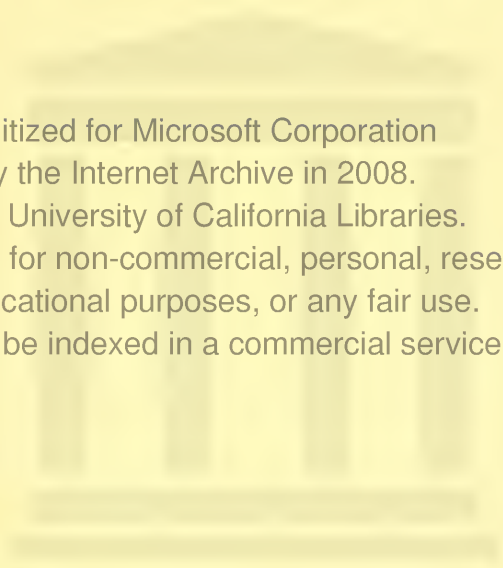 itized for Microsoft Corporation
y the Internet Archive in 2008.
University of California Libraries.
for non-commercial, personal, rese
cational purposes, or any fair use.
be indexed in a commercial service